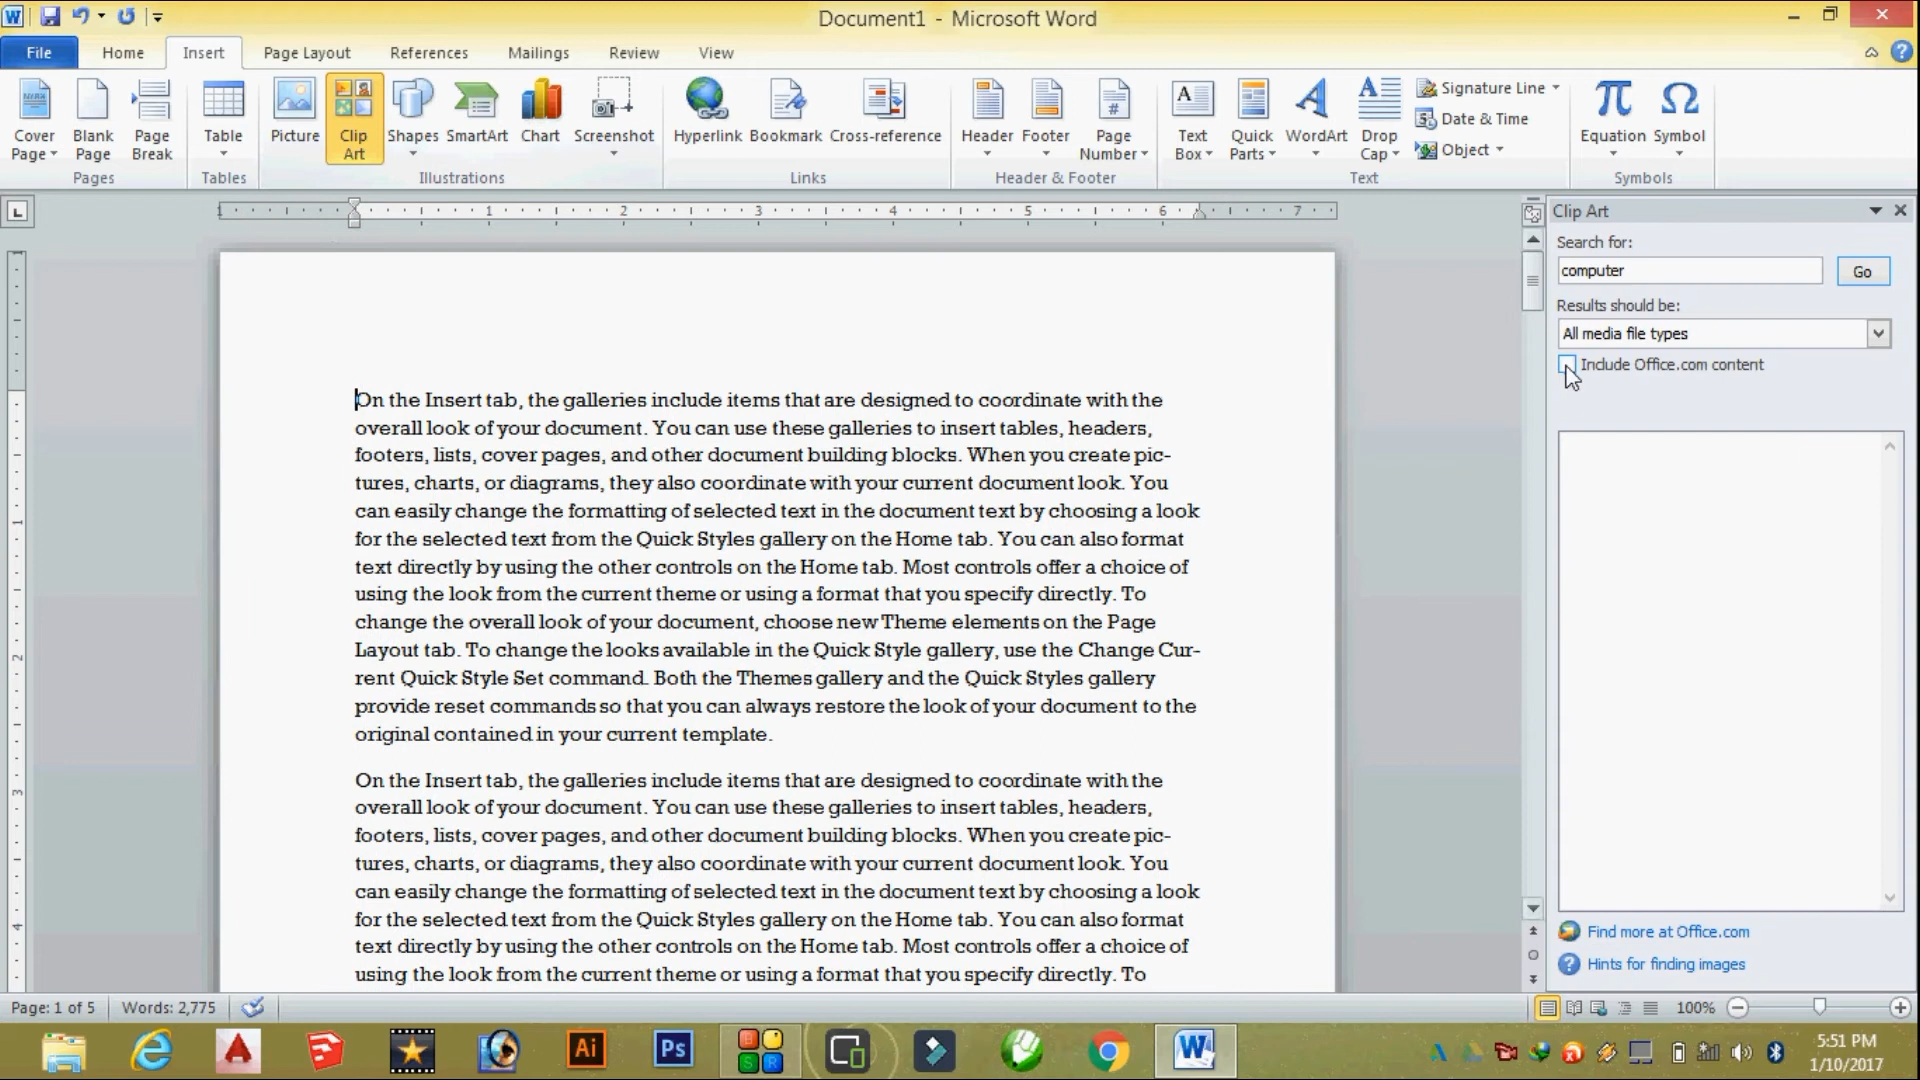 Document1 - Microsoft Word
File Home Insert Page Layout References Mailings Review View
Cover Page
Blank Page
Page Break
Table
Picture
Clip Art
Shapes
SmartArt
Chart
Screenshot
Hyperlink
Bookmark
Cross-reference
Header
Footer
Page Number
Text Box
Quick Parts
WordArt
Drop Cap
Signature Line
Date & Time
Object
Equation
Symbol
Pages Tables Illustrations Links Header & Footer Text Symbols
1 1 2 3 4 5 6 7
Clip Art
Search for:
computer Go
Results should be:
All media file types
Include Office.com content
On the Insert tab, the galleries include items that are designed to coordinate with the
overall look of your document. You can use these galleries to insert tables, headers,
footers, lists, cover pages, and other document building blocks. When you create pic-
tures, charts, or diagrams, they also coordinate with your current document look. You
can easily change the formatting of selected text in the document text by choosing a look
for the selected text from the Quick Styles gallery on the Home tab. You can also format
text directly by using the other controls on the Home tab. Most controls offer a choice of
using the look from the current theme or using a format that you specify directly. To
change the overall look of your document, choose new Theme elements on the Page
Layout tab. To change the looks available in the Quick Style gallery, use the Change Cur-
rent Quick Style Set command. Both the Themes gallery and the Quick Styles gallery
provide reset commands so that you can always restore the look of your document to the
original contained in your current template.
On the Insert tab, the galleries include items that are designed to coordinate with the
overall look of your document. You can use these galleries to insert tables, headers,
footers, lists, cover pages, and other document building blocks. When you create pic-
tures, charts, or diagrams, they also coordinate with your current document look. You
can easily change the formatting of selected text in the document text by choosing a look
for the selected text from the Quick Styles gallery on the Home tab. You can also format
text directly by using the other controls on the Home tab. Most controls offer a choice of
using the look from the current theme or using a format that you specify directly. To
Find more at Office.com
Hints for finding images
Page: 1 of 5 Words: 2,775 100%
Ai Ps
5:51 PM
1/10/2017